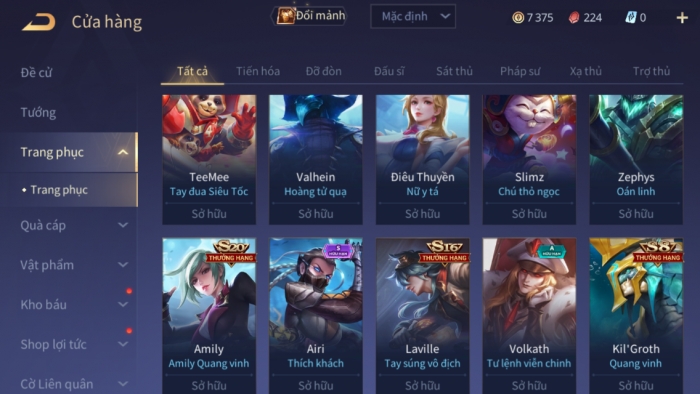 Cửa hàng
Đổi mảnh
Mặc định
7 375
224
0
Đề cử
Tướng
Trang phục
Trang phục
Quà cáp
Vật phẩm
Kho báu
Shop lợi tức
Cờ Liên quân
Tất cả Tiến hóa Đỡ đòn Đấu sĩ Sát thủ Pháp sư Xạ thủ Trợ thủ
TeeMee
Tay đua Siêu Tốc
Sở hữu
Valhein
Hoàng tử quạ
Sở hữu
Điêu Thuyền
Nữ y tá
Sở hữu
Slimz
Chú thỏ ngọc
Sở hữu
Zephys
Oán linh
Sở hữu
S20
THƯỞNG HẠNG
Amily
Amily Quang vinh
Sở hữu
S
HỮU HẠN
Airi
Thích khách
Sở hữu
S16
THƯỞNG HẠNG
Laville
Tay súng vô địch
Sở hữu
A
HỮU HẠN
Volkath
Tư lệnh viễn chinh
Sở hữu
S8
THƯỞNG HẠNG
Kil'Groth
Quang vinh
Sở hữu